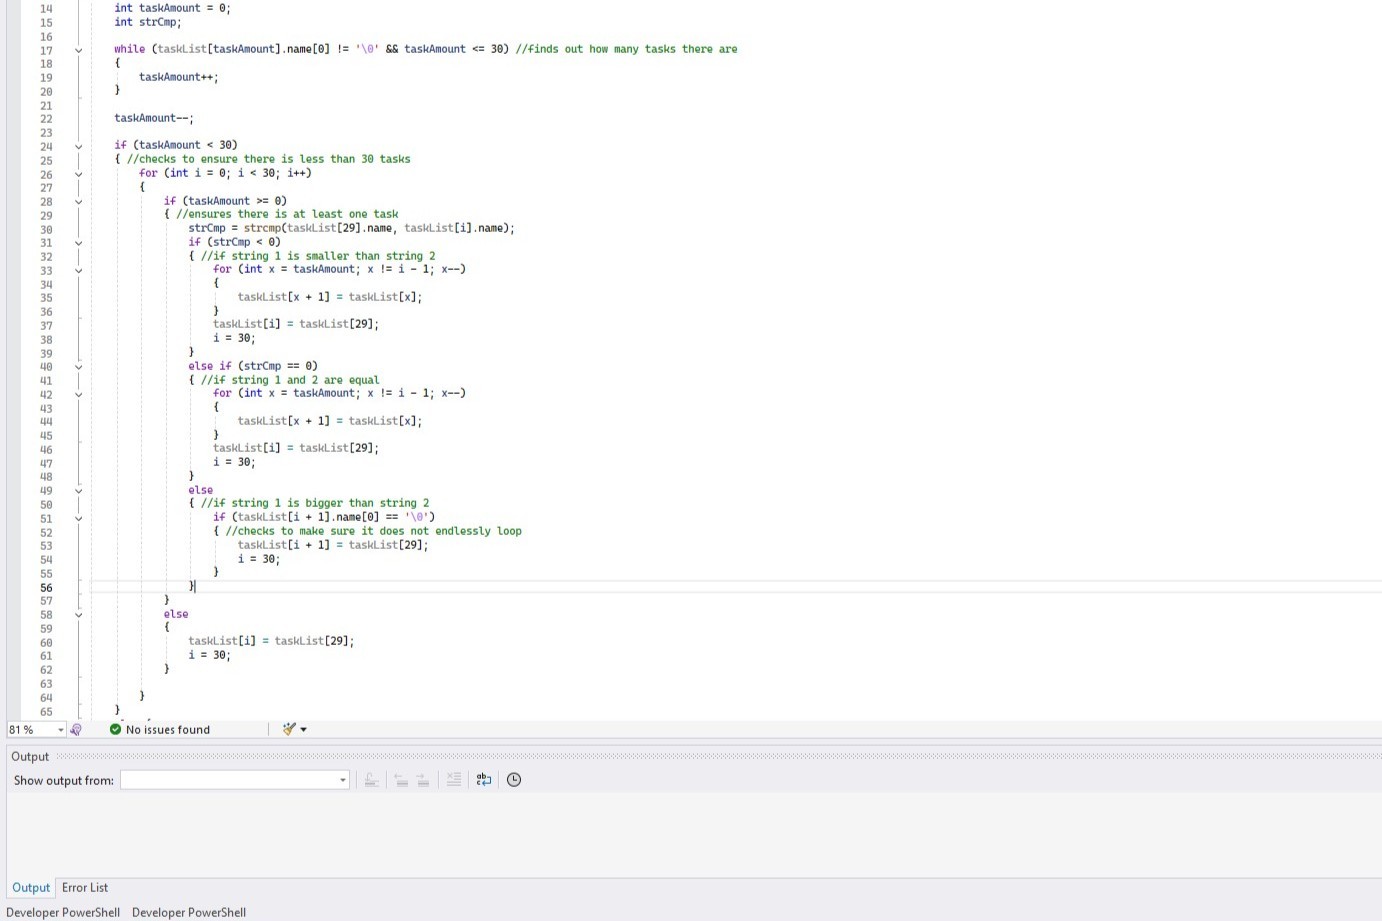 14 int taskAmount = 0;
15 int strCmp;
16
17 while (taskList[taskAmount].name[0] != '\0' && taskAmount <= 30) //finds out how many tasks there are
18 {
19 taskAmount++;
20 }
21
22 taskAmount--;
23
24 if (taskAmount < 30)
25 { //checks to ensure there is less than 30 tasks
26 for (int i = 0; i < 30; i++)
27 {
28 if (taskAmount >= 0)
29 { //ensures there is at least one task
30 strCmp = strcmp(taskList[29].name, taskList[i].name);
31 if (strCmp < 0)
32 { //if string 1 is smaller than string 2
33 for (int x = taskAmount; x != i - 1; x--)
34 {
35 taskList[x + 1] = taskList[x];
36 }
37 taskList[i] = taskList[29];
38 i = 30;
39 }
40 else if (strCmp == 0)
41 { //if string 1 and 2 are equal
42 for (int x = taskAmount; x != i - 1; x--)
43 {
44 taskList[x + 1] = taskList[x];
45 }
46 taskList[i] = taskList[29];
47 i = 30;
48 }
49 else
50 { //if string 1 is bigger than string 2
51 if (taskList[i + 1].name[0] == '\0')
52 { //checks to make sure it does not endlessly loop
53 taskList[i + 1] = taskList[29];
54 i = 30;
55 }
56 }
57 }
58 else
59 {
60 taskList[i] = taskList[29];
61 i = 30;
62 }
63
64 }
65 }
81 % No issues found
Output
Show output from:
Output Error List
Developer PowerShell Developer PowerShell